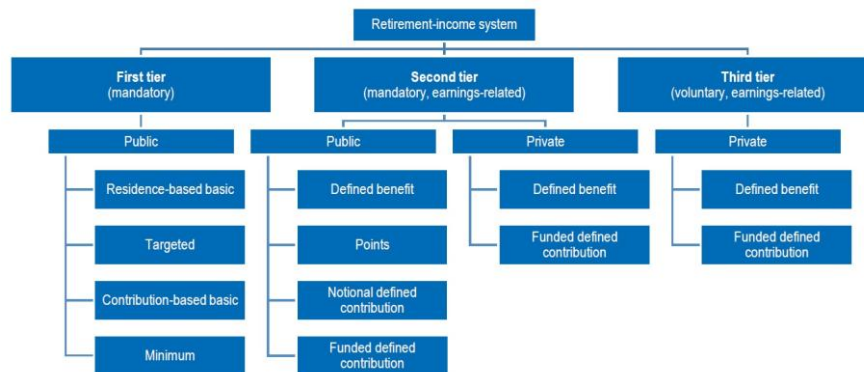 Retirement-income system
First tier
(mandatory)
Second tier
(mandatory, earnings-related)
Third tier
(voluntary, earnings-related)
Public
Public
Private
Private
Residence-based basic
Defined benefit
Defined benefit
Defined benefit
Targeted
Points
Funded defined
contribution
Funded defined
contribution
Contribution-based basic
Notional defined
contribution
Minimum
Funded defined
contribution